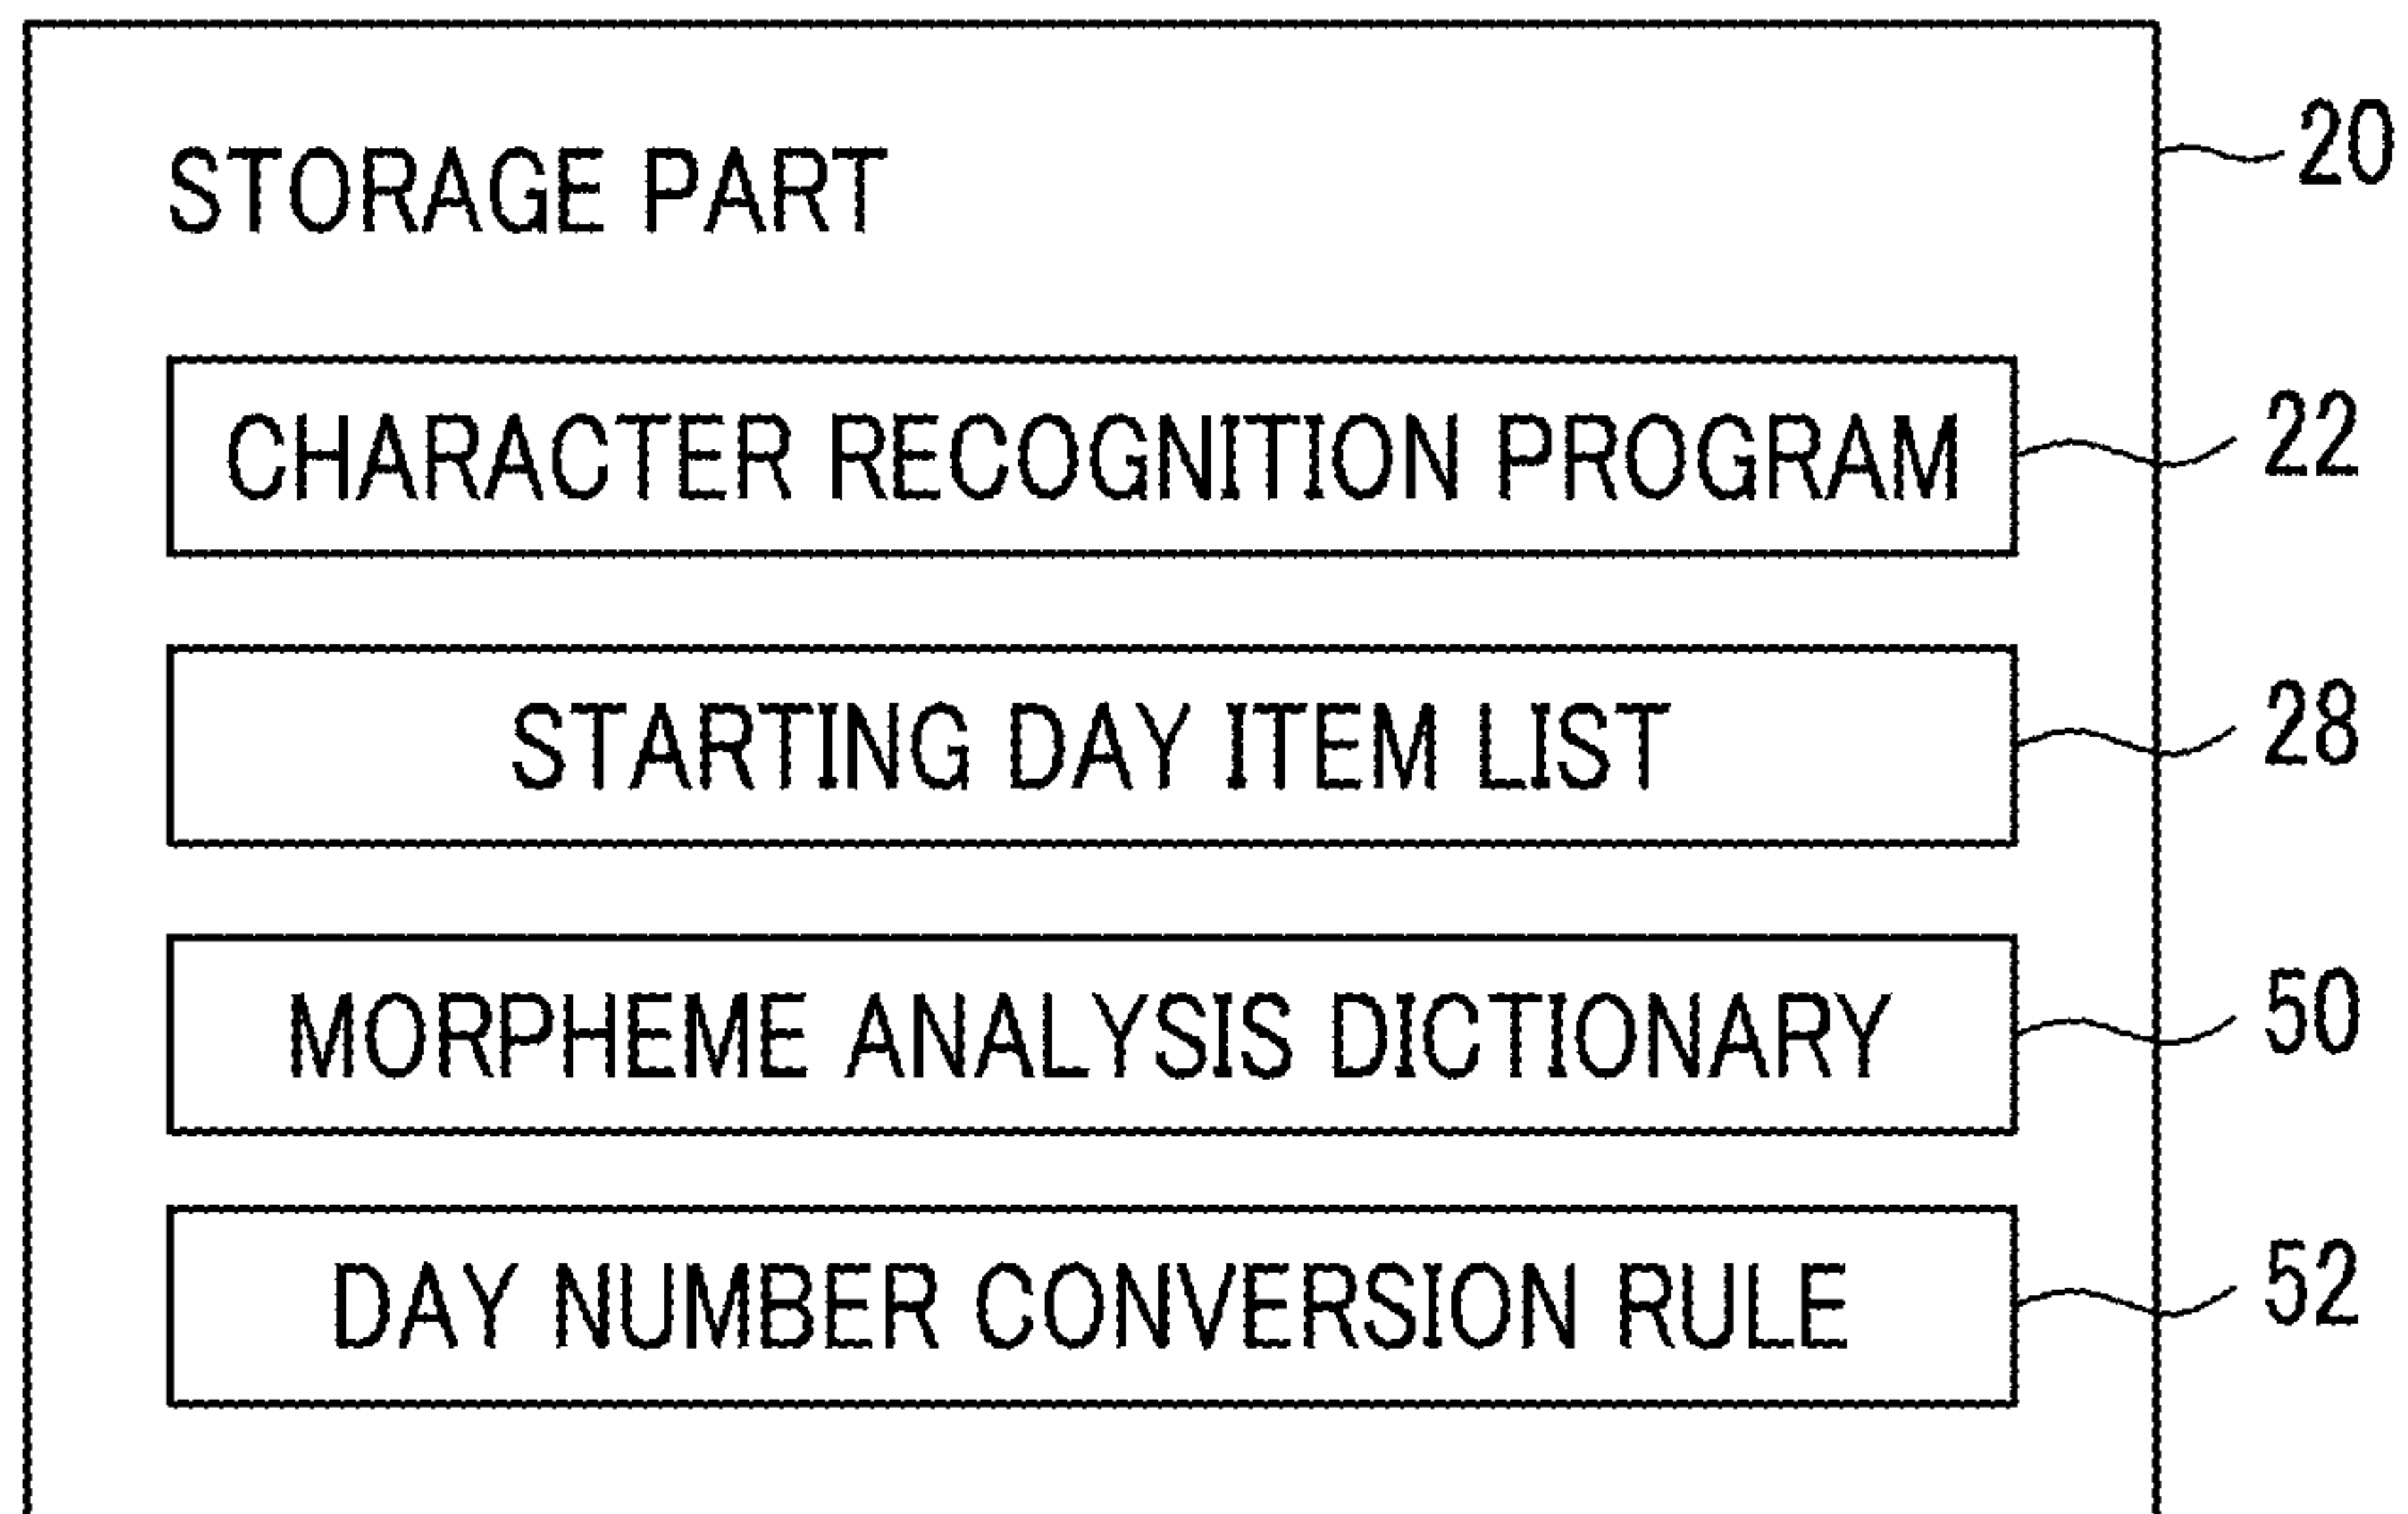 STORAGE PART 20
CHARACTER RECOGNITION PROGRAM 22
STARTING DAY ITEM LIST 28
MORPHEME ANALYSIS DICTIONARY 50
DAY NUMBER CONVERSION RULE 52